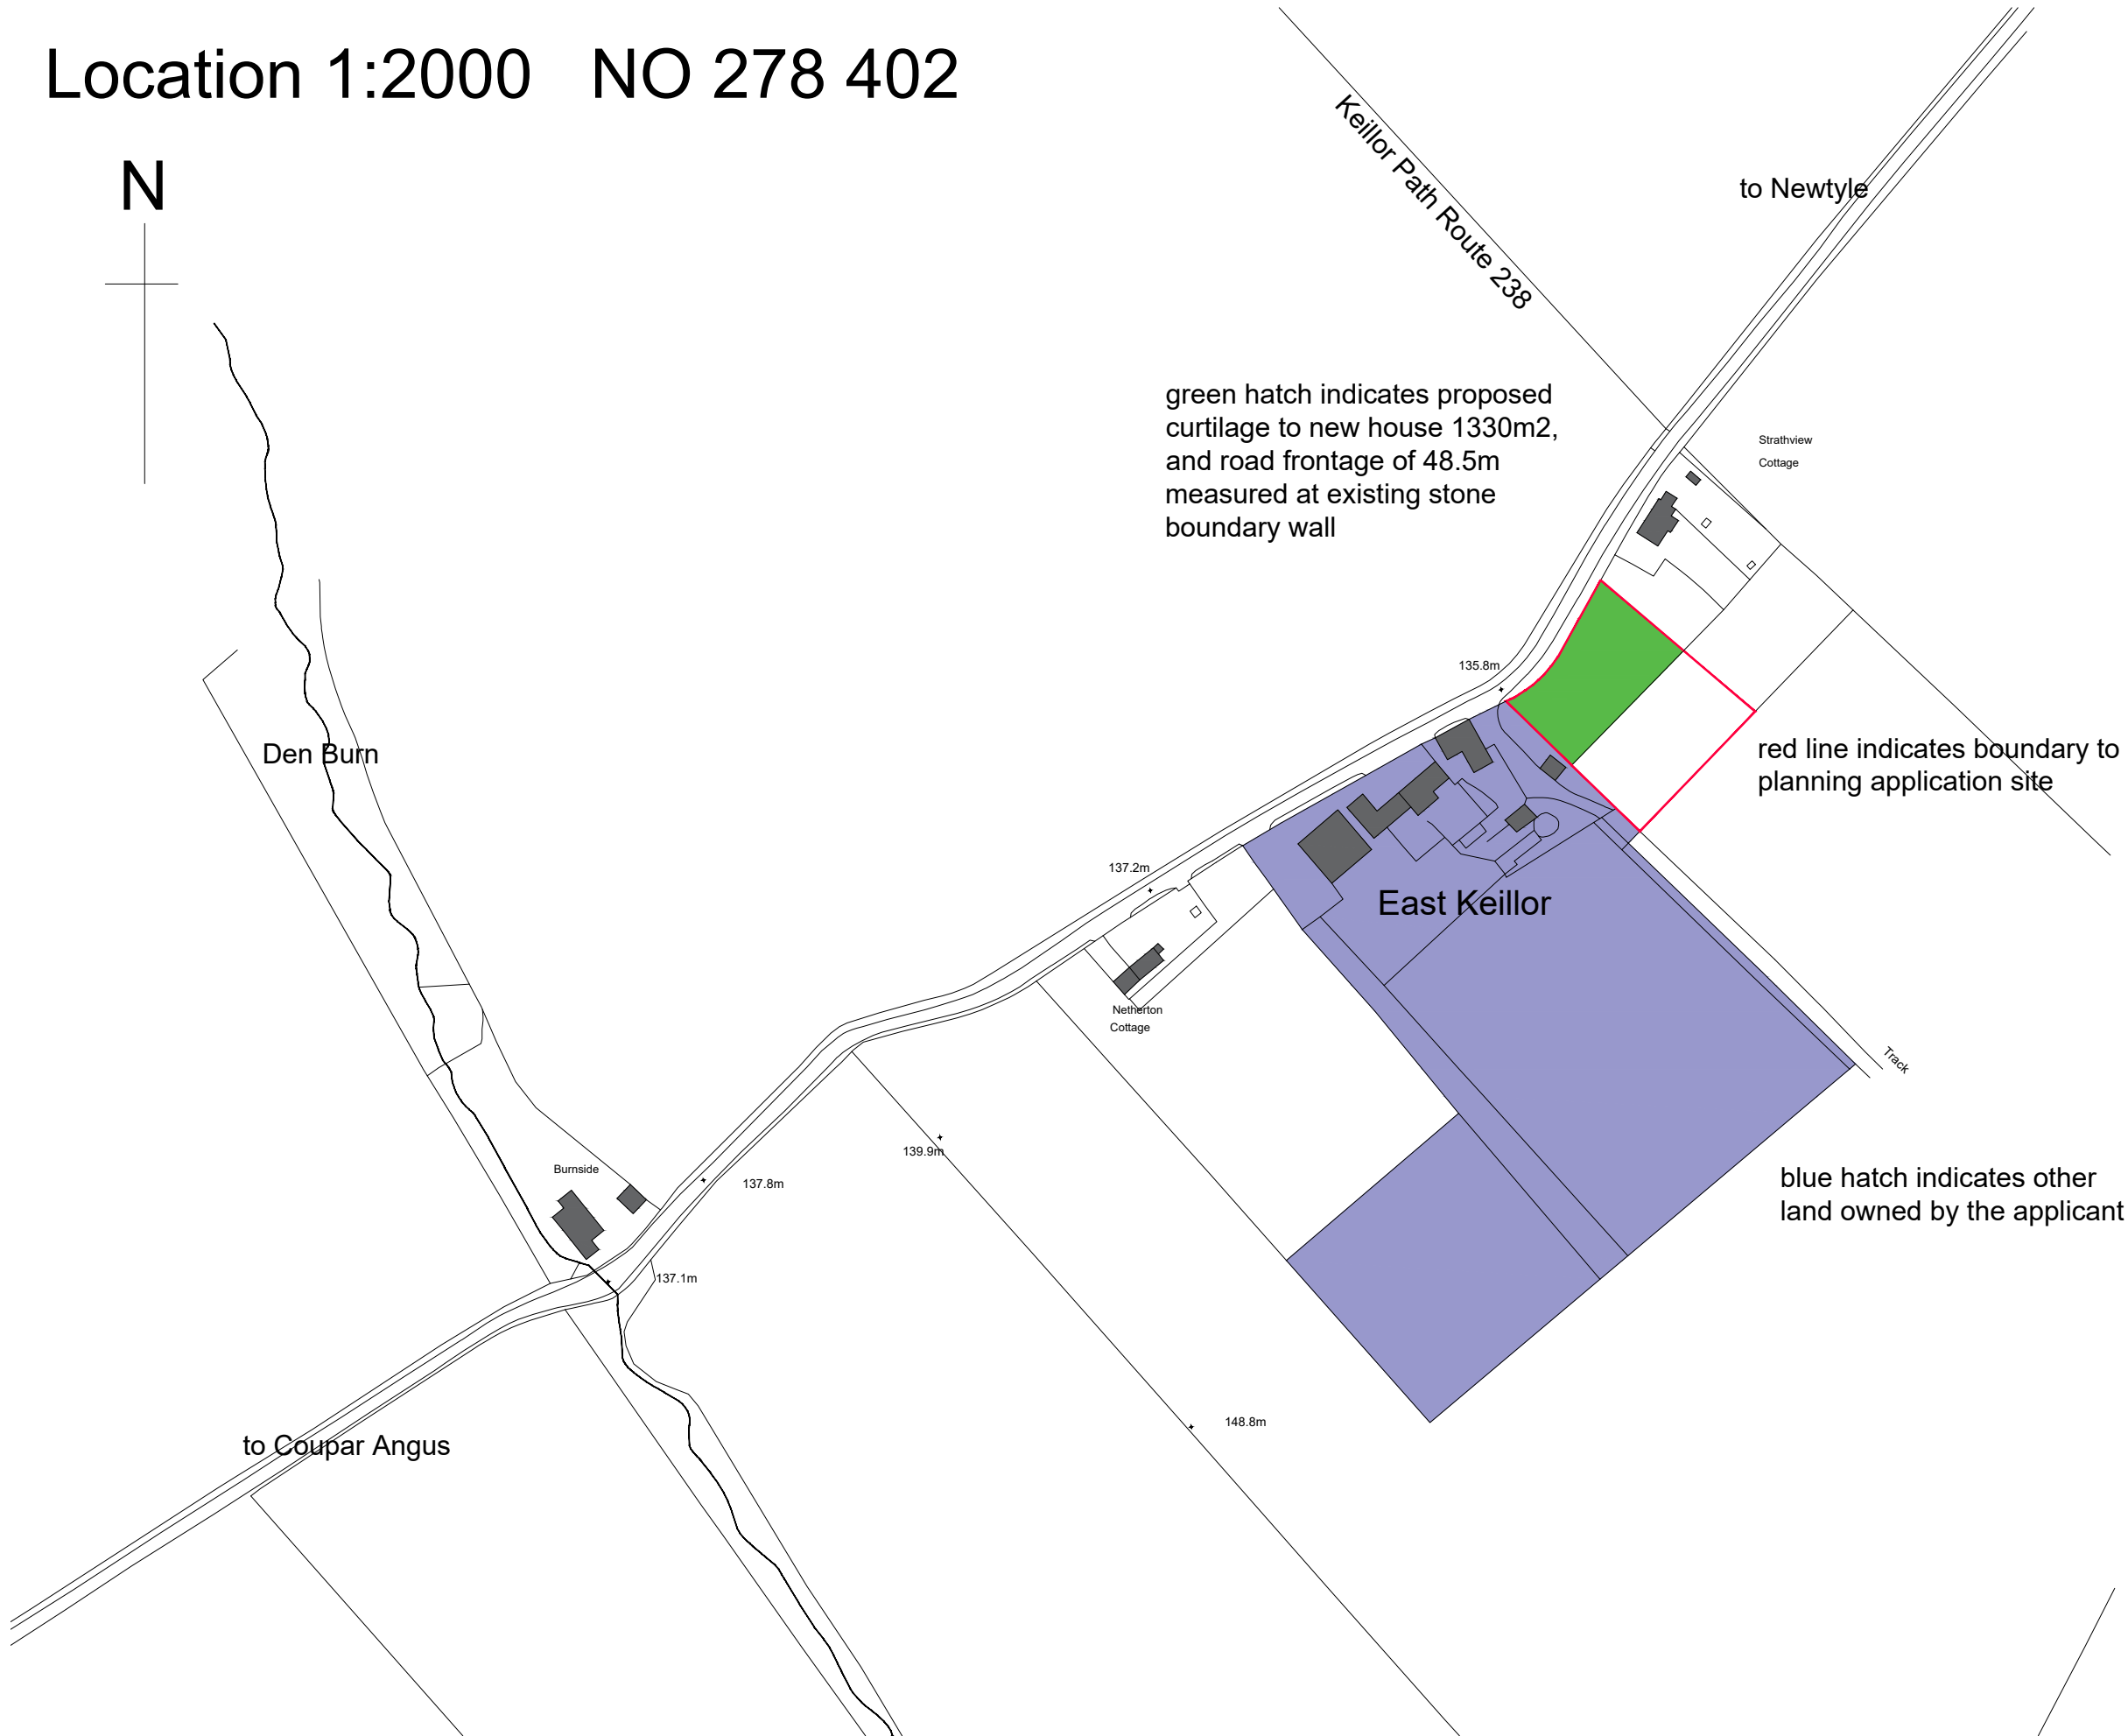 Location 1:2000 NO 278 402
N
Keillor Path Route 238
to Newtyle
green hatch indicates proposed
curtilage to new house 1330m2,
and road frontage of 48.5m
measured at existing stone
boundary wall
Strathview
Cottage
135.8m
Den Burn
red line indicates boundary to
planning application site
137.2m
East Keillor
Netherton
Cottage
Track
139.9m
Burnside
137.8m
blue hatch indicates other
land owned by the applicant
137.1m
148.8m
to Coupar Angus